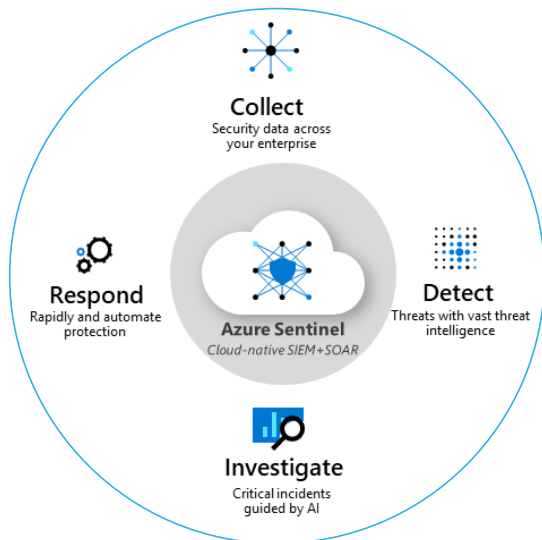 Collect
Security data across
your enterprise
Respond
Rapidly and automate
protection
Azure Sentinel
Cloud-native SIEM+SOAR
Detect
Threats with vast threat
intelligence
Investigate
Critical incidents
guided by AI